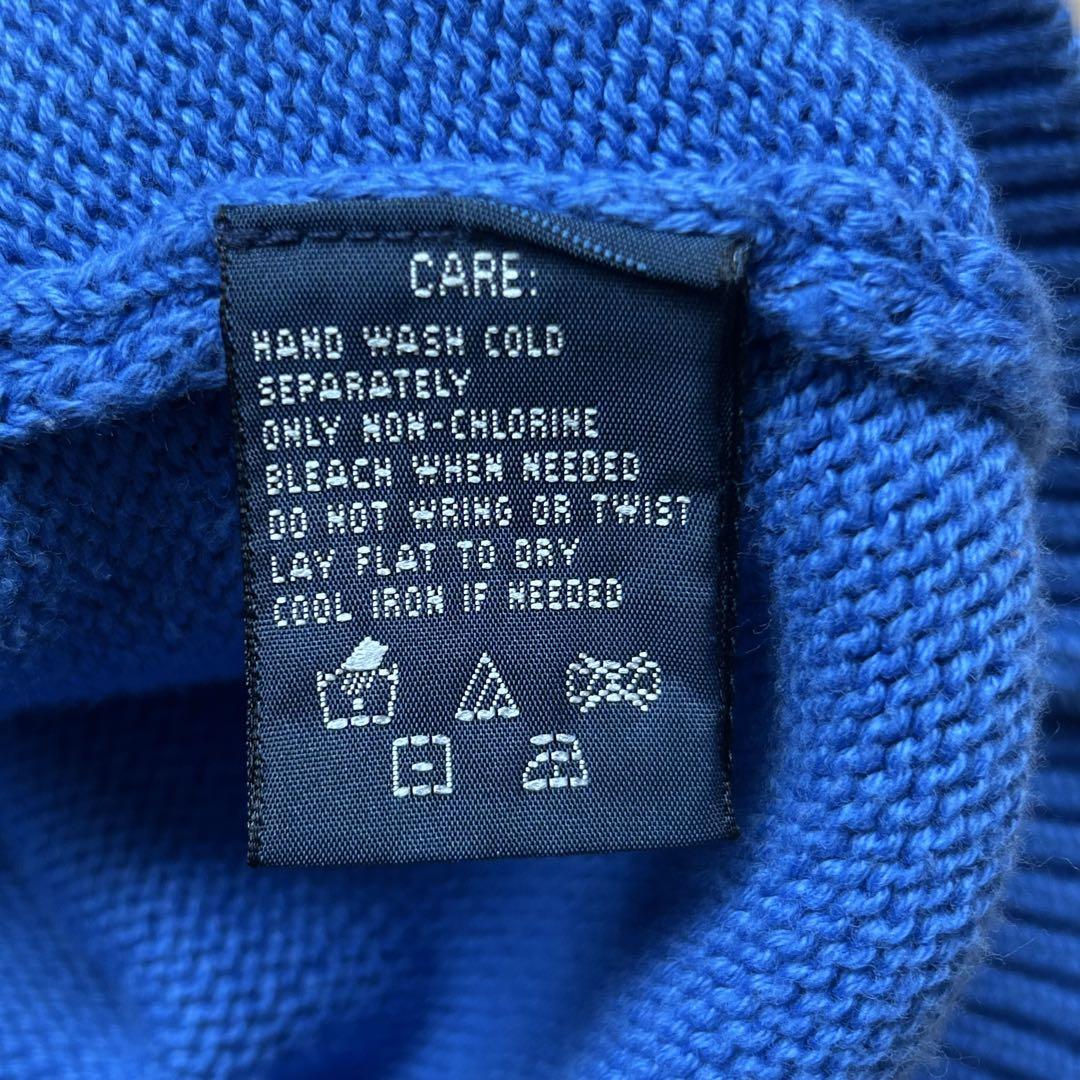 CARE:
HAND WASH COLD
SEPARATELY
ONLY NON-CHLORINE
BLEACH WHEN NEEDED
DO NOT WRING OR TWIST
LAY FLAT TO DRY
COOL IRON IF NEEDED